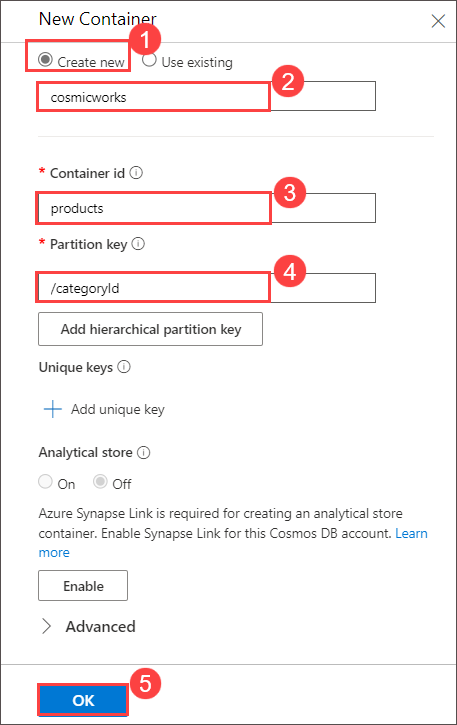 New Container
1
Create new Use existing
2
cosmicworks
* Container id
3
products
* Partition key
4
/categoryId
Add hierarchical partition key
Unique keys
Add unique key
Analytical store
On Off
Azure Synapse Link is required for creating an analytical store
container. Enable Synapse Link for this Cosmos DB account. Learn
more
Enable
Advanced
5
OK